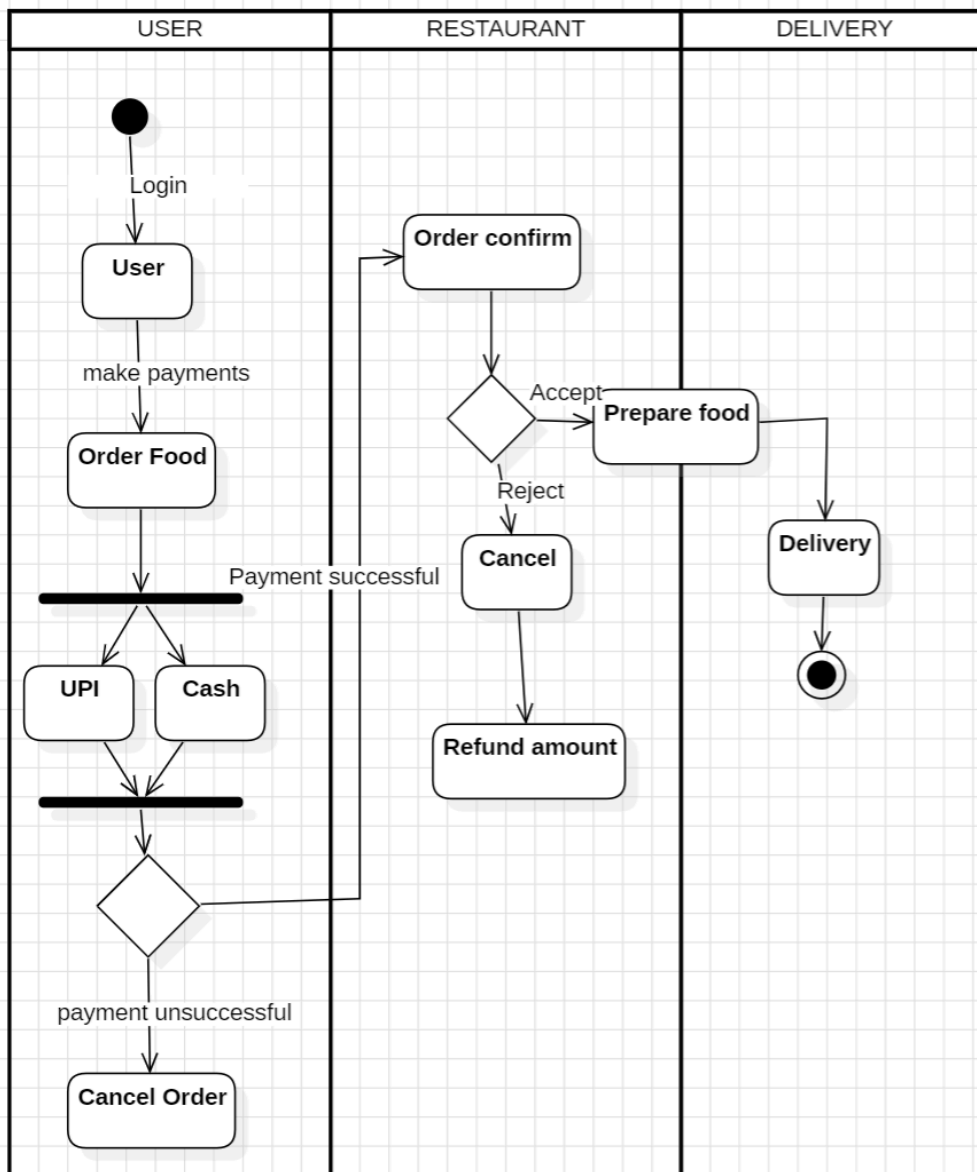 USER
RESTAURANT
DELIVERY
Login
User
make payments
Order Food
UPI
Cash
payment unsuccessful
Cancel Order
Payment successful
Order confirm
Accept
Reject
Cancel
Refund amount
Prepare food
Delivery